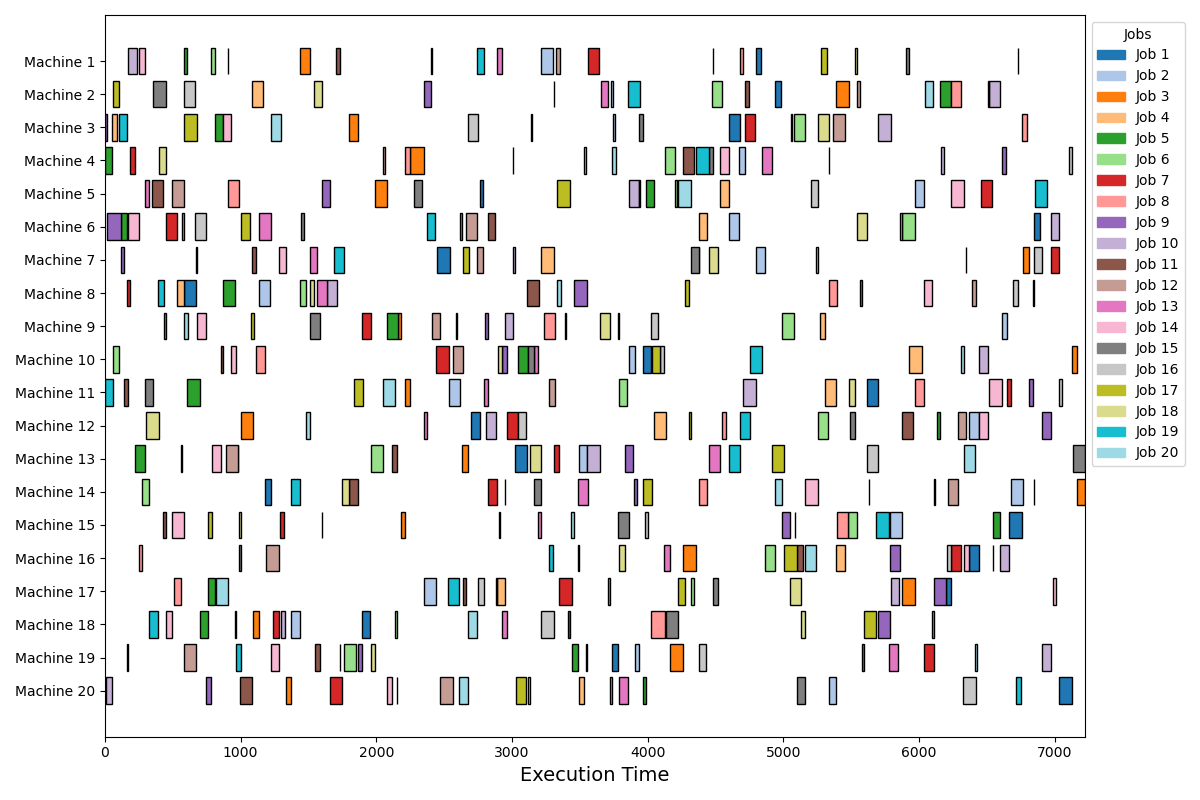 Machine 1
Machine 2
Machine 3
Machine 4
Machine 5
Machine 6
Machine 7
Machine 8
Machine 9
Machine 10
Machine 11
Machine 12
Machine 13
Machine 14
Machine 15
Machine 16
Machine 17
Machine 18
Machine 19
Machine 20
0 1000 2000 3000 4000 5000 6000 7000
Execution Time
Jobs
Job 1
Job 2
Job 3
Job 4
Job 5
Job 6
Job 7
Job 8
Job 9
Job 10
Job 11
Job 12
Job 13
Job 14
Job 15
Job 16
Job 17
Job 18
Job 19
Job 20